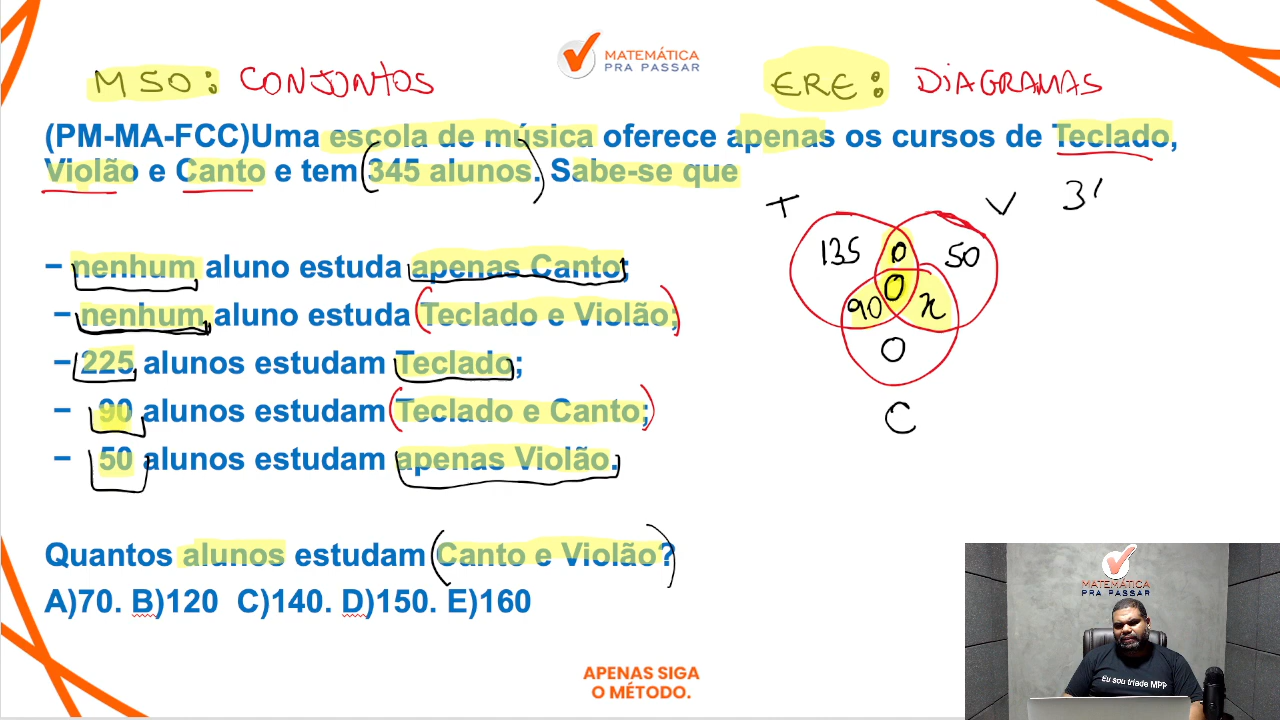 MATEMÁTICA
PRA PASSAR
MSO: CONJONTOS
ERE: DIAGRAMAS
(PM-MA-FCC)Uma escola de música oferece apenas os cursos de Teclado,
Violão e Canto e tem 345 alunos. Sabe-se que
T V 3
− nenhum aluno estuda apenas Canto;
135 0 50
− nenhum, aluno estuda Teclado e Violão;
90 0 x
− 225 alunos estudam Teclado;
0
− 90 alunos estudam Teclado e Canto;
C
− 50 alunos estudam apenas Violão.
Quantos alunos estudam Canto e Violão?
A)70. B)120 C)140. D)150. E)160
MATEMÁTICA
PRA PASSAR
Eu sou tríade MPP
APENAS SIGA
O MÉTODO.